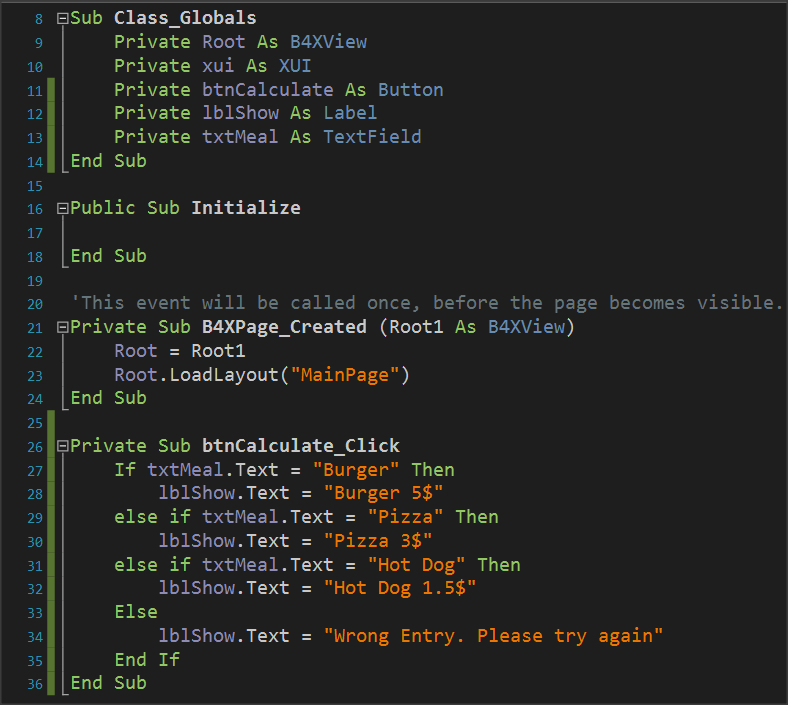 8 Sub Class_Globals
9 Private Root As B4XView
10 Private xui As XUI
11 Private btnCalculate As Button
12 Private lblShow As Label
13 Private txtMeal As TextField
14 End Sub
15
16 Public Sub Initialize
17
18 End Sub
19
20 'This event will be called once, before the page becomes visible.
21 Private Sub B4XPage_Created (Root1 As B4XView)
22 Root = Root1
23 Root.LoadLayout("MainPage")
24 End Sub
25
26 Private Sub btnCalculate_Click
27 If txtMeal.Text = "Burger" Then
28 lblShow.Text = "Burger 5$"
29 else if txtMeal.Text = "Pizza" Then
30 lblShow.Text = "Pizza 3$"
31 else if txtMeal.Text = "Hot Dog" Then
32 lblShow.Text = "Hot Dog 1.5$"
33 Else
34 lblShow.Text = "Wrong Entry. Please try again"
35 End If
36 End Sub